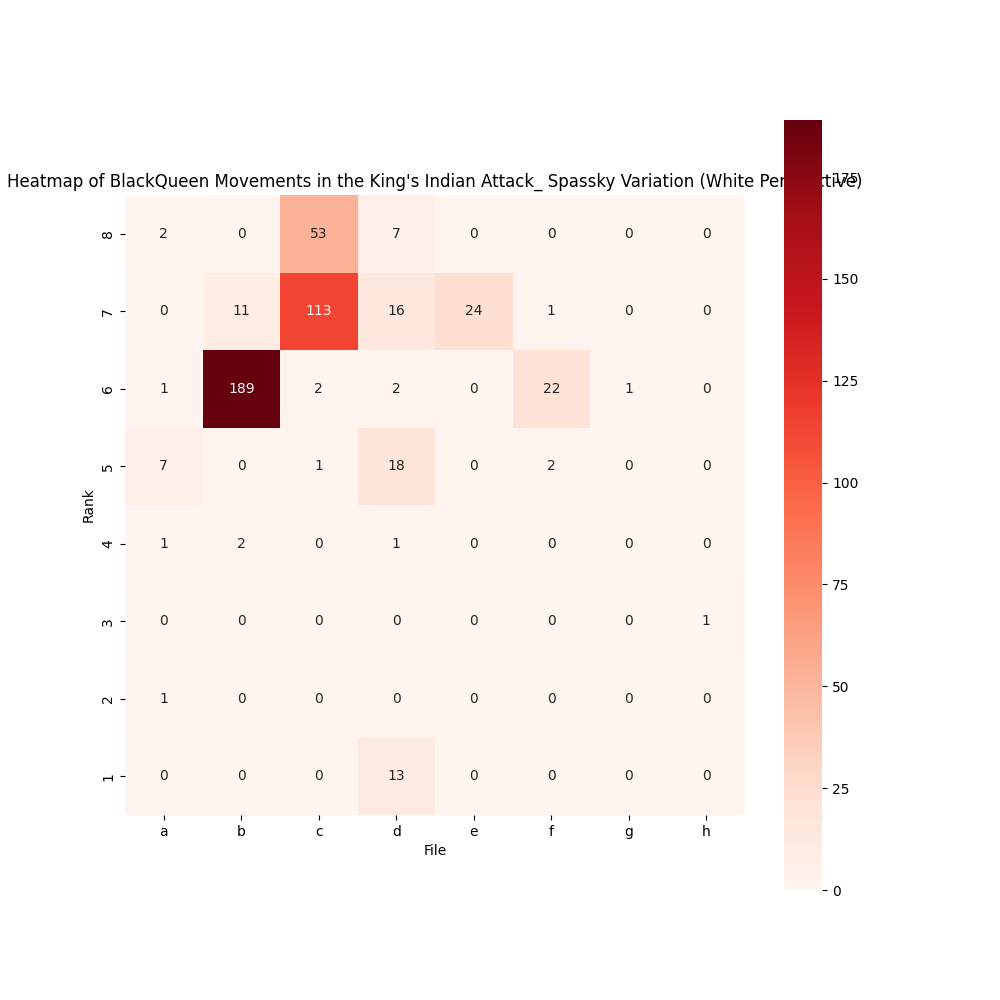 Heatmap of BlackQueen Movements in the King's Indian Attack_ Spassky Variation (White
175
8 2 0 53 7 0 0 0 0
150
7 0 11 113 16 24 1 0 0
125
6 1 189 2 2 0 22 1 0
100
5 7 0 1 18 0 2 0 0
Rank
4 1 2 0 1 0 0 0 0
75
3 0 0 0 0 0 0 0 1
50
2 1 0 0 0 0 0 0 0
25
1 0 0 0 13 0 0 0 0
a b c d e f g h
File
0